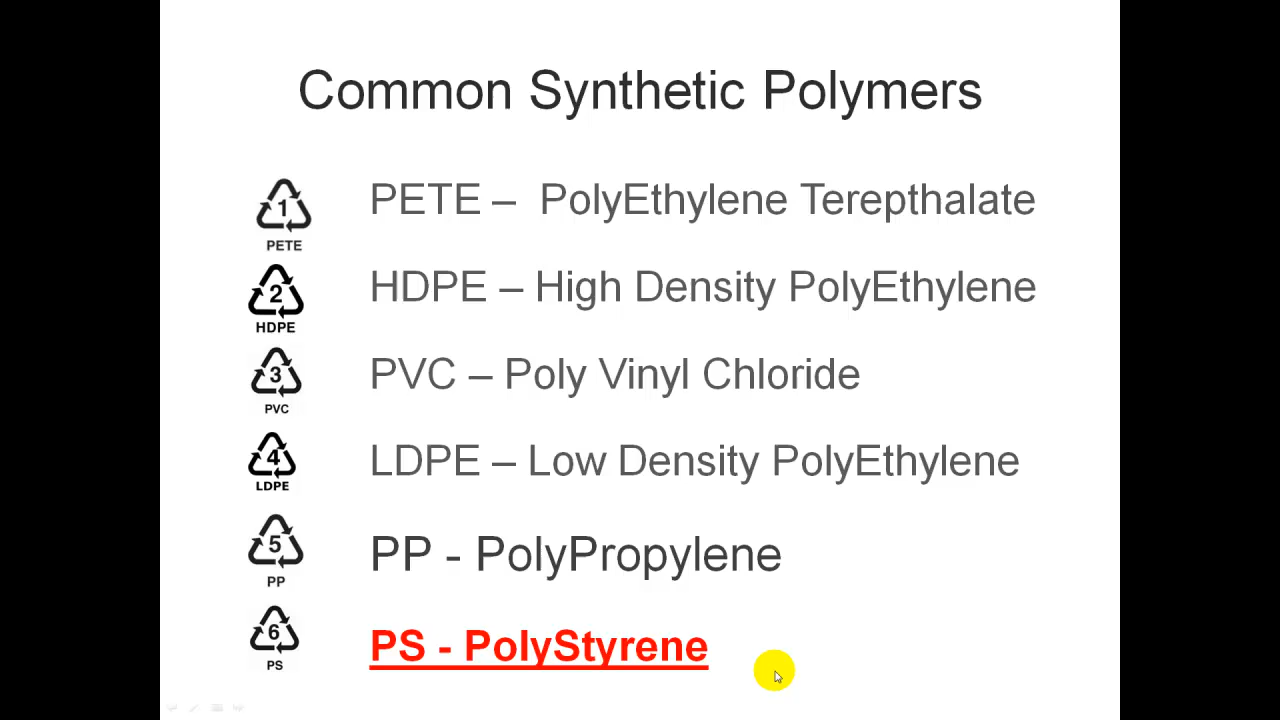 Common Synthetic Polymers
1
PETE
PETE – PolyEthylene Terepthalate
2
HDPE
HDPE – High Density PolyEthylene
3
PVC
PVC – Poly Vinyl Chloride
4
LDPE
LDPE – Low Density PolyEthylene
5
PP
PP - PolyPropylene
6
PS
PS - PolyStyrene